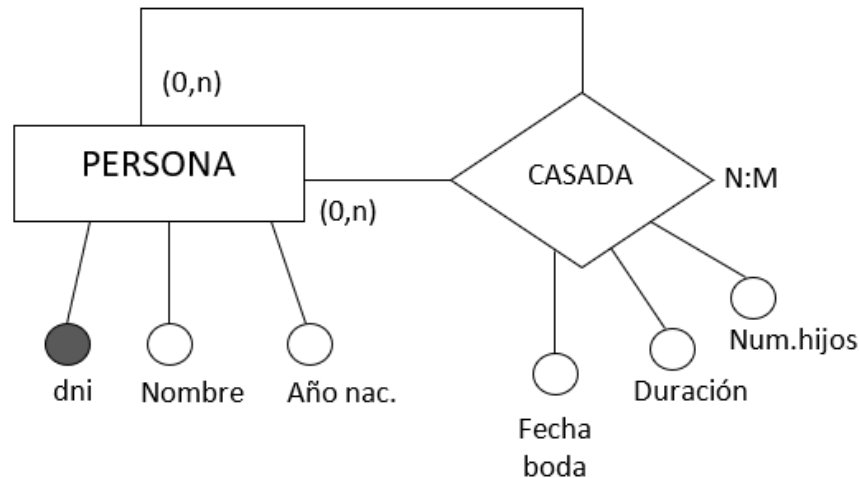 (0,n)
PERSONA
CASADA
N:M
(0,n)
Num.hijos
dni
Nombre
Año nac.
Duración
Fecha
boda